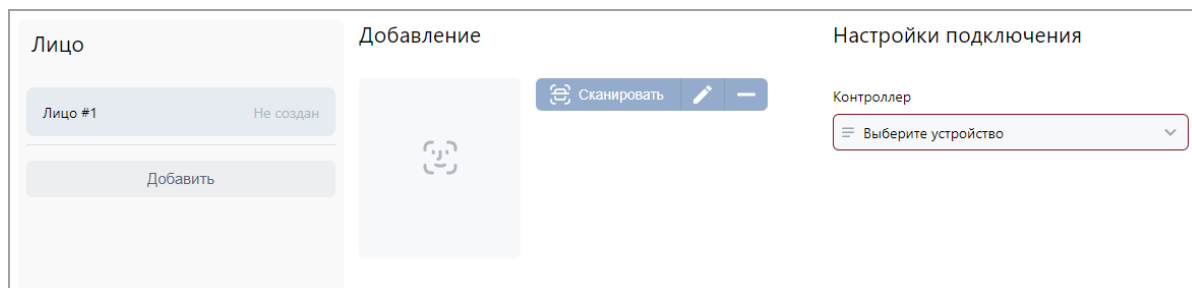 Лицо
Лицо #1
Не создан
Добавить
Добавление
Сканировать
Настройки подключения
Контроллер
Выберите устройство